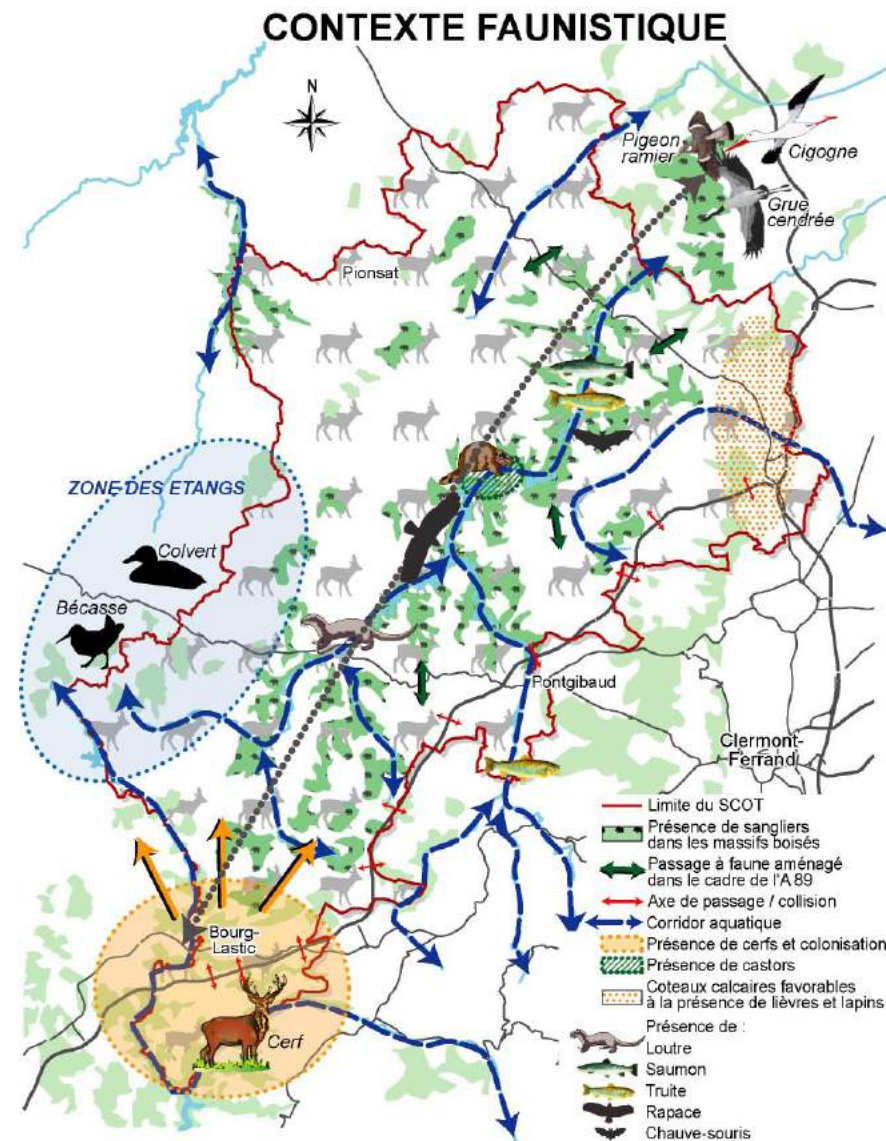 CONTEXTE FAUNISTIQUE
N
Pigeon
ramier
Cigogne
Grue
cendrée
Pionsat
ZONE DES ETANGS
Colvert
Bécasse
Pontgibaud
Clermont-
Ferrand
Bourg-
Lastic
Cerf
Limite du SCOT
Présence de sangliers
dans les massifs boisés
Passage à faune aménagé
dans le cadre de l'A 89
Axe de passage / collision
Corridor aquatique
Présence de cerfs et colonisation
Présence de castors
Coteaux calcaires favorables
à la présence de lièvres et lapins
Présence de :
Loutre
Saumon
Truite
Rapace
Chauve-souris